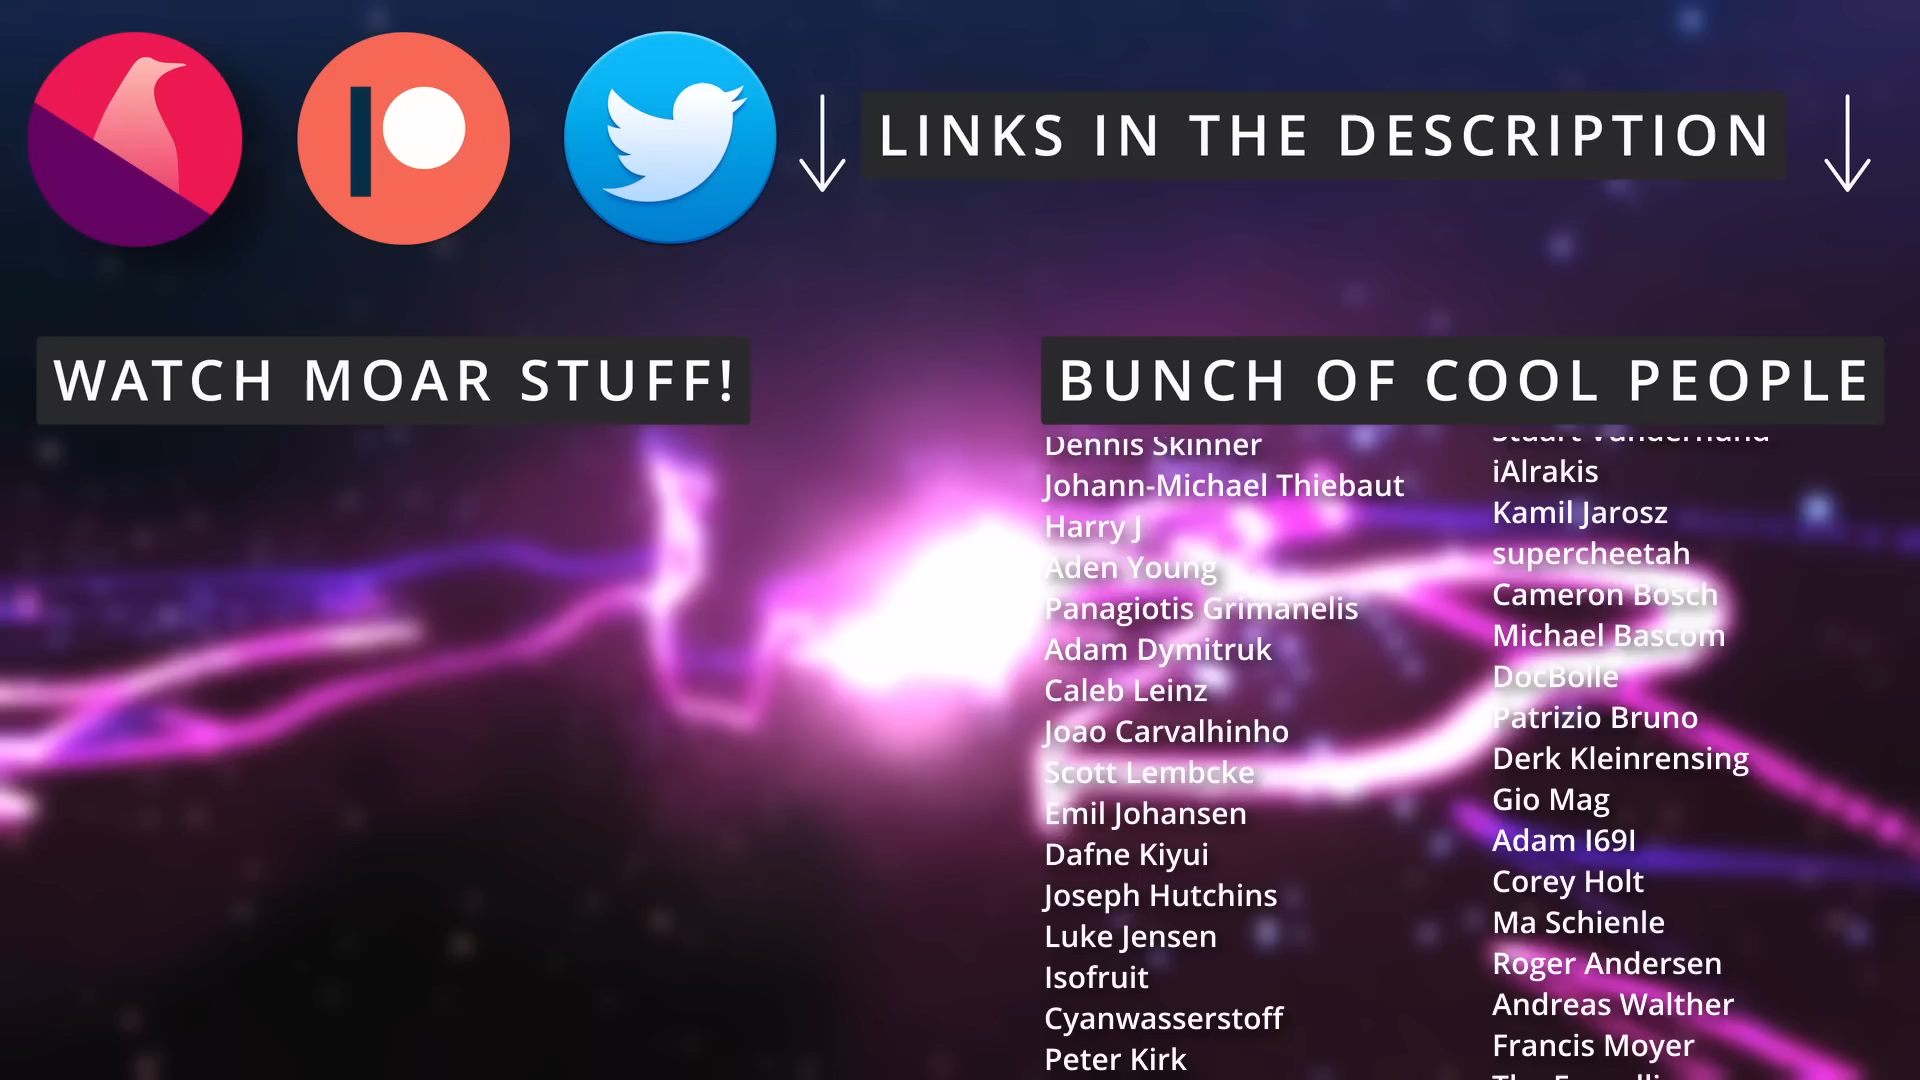 LINKS IN THE DESCRIPTION
WATCH MOAR STUFF!
BUNCH OF COOL PEOPLE
Dennis Skinner
Johann-Michael Thiebaut
Harry J
Aden Young
Panagiotis Grimanelis
Adam Dymitruk
Caleb Leinz
Joao Carvalhinho
Scott Lembcke
Emil Johansen
Dafne Kiyui
Joseph Hutchins
Luke Jensen
Isofruit
Cyanwasserstoff
Peter Kirk
iAlrakis
Kamil Jarosz
supercheetah
Cameron Bosch
Michael Bascom
DocBolle
Patrizio Bruno
Derk Kleinrensing
Gio Mag
Adam I69I
Corey Holt
Ma Schienle
Roger Andersen
Andreas Walther
Francis Moyer